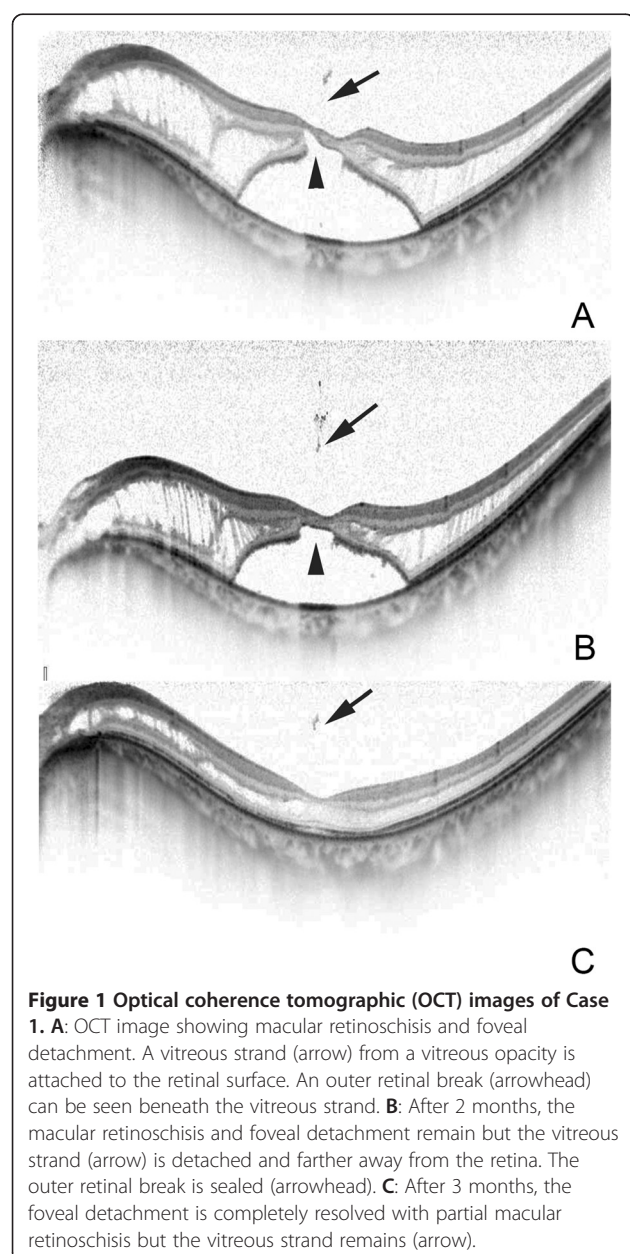 A
B
C
Figure 1 Optical coherence tomographic (OCT) images of Case
1. A: OCT image showing macular retinoschisis and foveal
detachment. A vitreous strand (arrow) from a vitreous opacity is
attached to the retinal surface. An outer retinal break (arrowhead)
can be seen beneath the vitreous strand. B: After 2 months, the
macular retinoschisis and foveal detachment remain but the vitreous
strand (arrow) is detached and farther away from the retina. The
outer retinal break is sealed (arrowhead). C: After 3 months, the
foveal detachment is completely resolved with partial macular
retinoschisis but the vitreous strand remains (arrow).